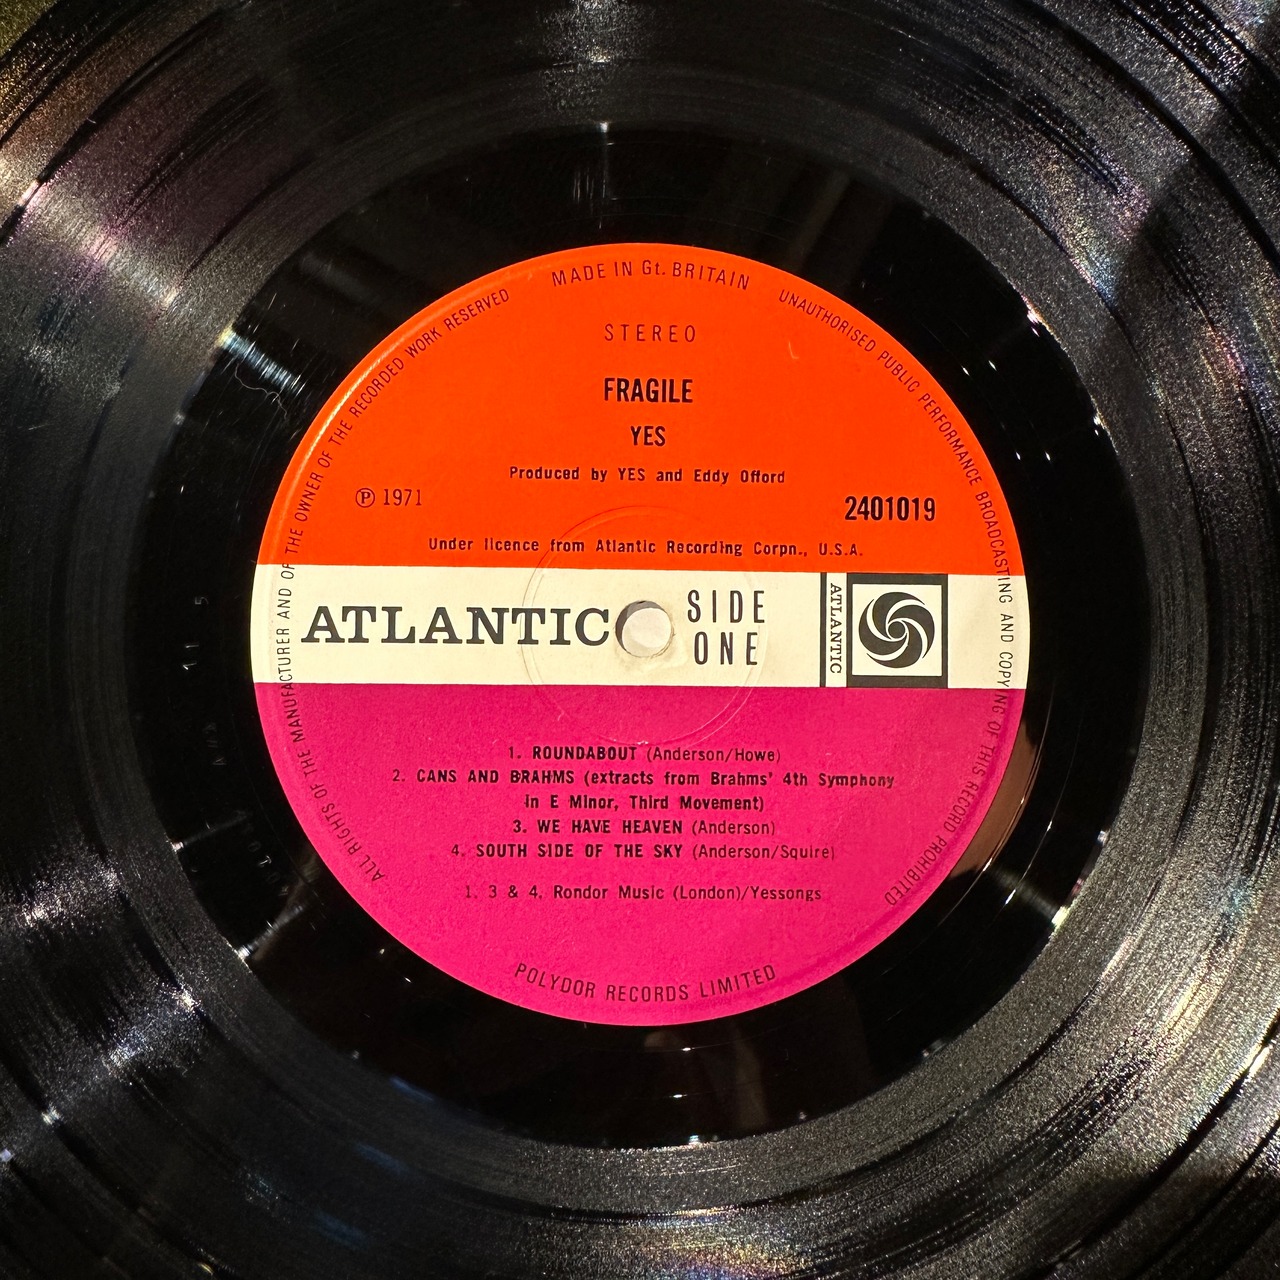 MADE IN Gt. BRITAIN
UNAUTHORISED PUBLIC PERFORMANCE BROADCASTING AND COPYING OF THIS RECORD PROHIBITED
ALL RIGHTS OF THE MANUFACTURER AND OF THE OWNER OF THE RECORDED WORK RESERVED
STEREO
FRAGILE
YES
Produced by YES and Eddy Offord
℗ 1971
2401019
Under licence from Atlantic Recording Corpn., U.S.A.
ATLANTIC
SIDE
ONE
ATLANTIC
1. ROUNDABOUT (Anderson/Howe)
2. CANS AND BRAHMS (extracts from Brahms' 4th Symphony
in E Minor, Third Movement)
3. WE HAVE HEAVEN (Anderson)
4. SOUTH SIDE OF THE SKY (Anderson/Squire)
1, 3 & 4, Rondor Music (London)/Yessongs
POLYDOR RECORDS LIMITED